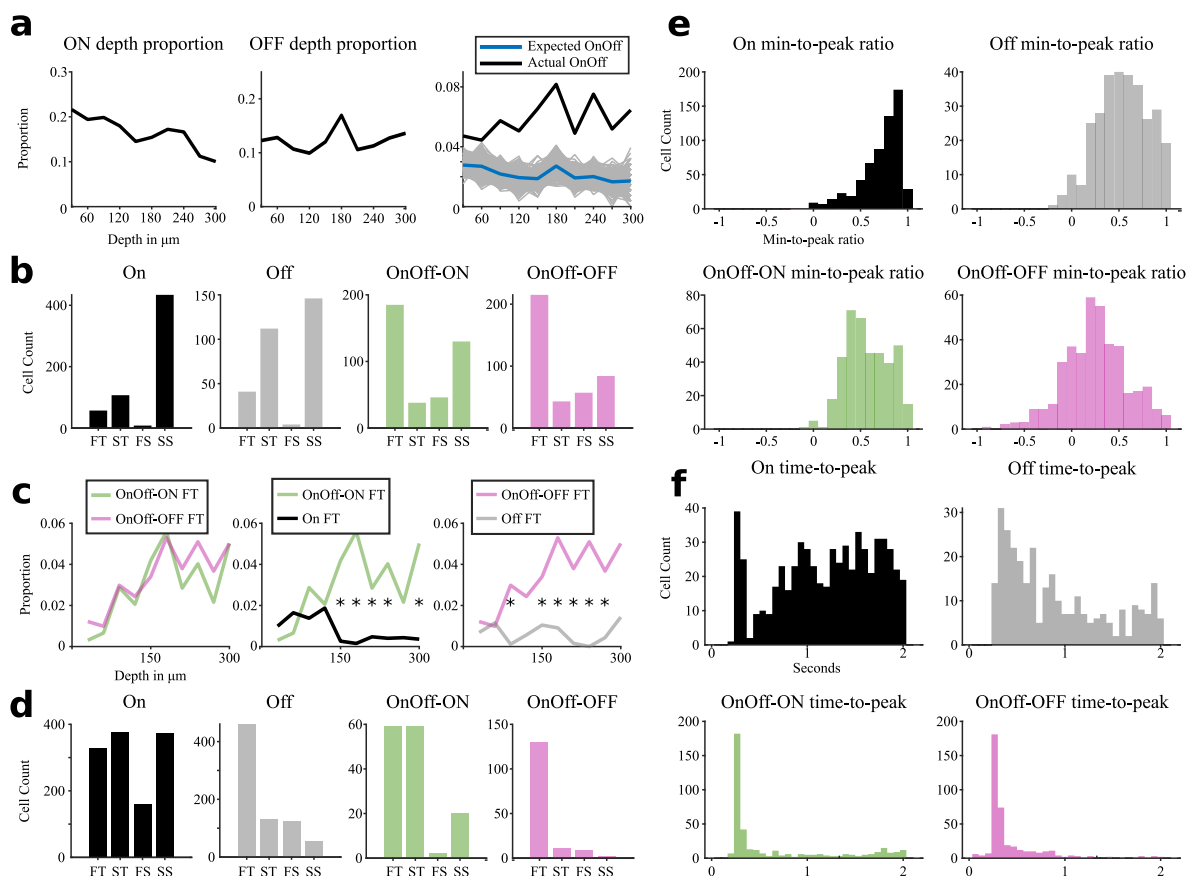 a
ON depth proportion
OFF depth proportion
Expected OnOff
Actual OnOff
Proportion
0.3
0.2
0.1
0
0.2
0.1
0
0.08
0.04
0
60 120 180 240 300
60 120 180 240 300
60 120 180 240 300
Depth in μm
b
On
Off
OnOff-ON
OnOff-OFF
Cell Count
400
200
0
150
100
50
0
200
100
0
200
100
0
FT ST FS SS
FT ST FS SS
FT ST FS SS
FT ST FS SS
c
OnOff-ON FT
OnOff-OFF FT
OnOff-ON FT
On FT
OnOff-OFF FT
Off FT
Proportion
0.06
0.04
0.02
0
0.06
0.04
0.02
0
0.06
0.04
0.02
0
* * * * *
* * * * * *
150 300
150 300
150 300
Depth in μm
d
On
Off
OnOff-ON
OnOff-OFF
Cell Count
400
300
200
100
0
400
200
0
60
40
20
0
150
100
50
0
FT ST FS SS
FT ST FS SS
FT ST FS SS
FT ST FS SS
e
On min-to-peak ratio
Off min-to-peak ratio
Cell Count
200
150
100
50
0
40
30
20
10
0
-1 -0.5 0 0.5 1
-1 -0.5 0 0.5 1
Min-to-peak ratio
OnOff-ON min-to-peak ratio
OnOff-OFF min-to-peak ratio
80
60
40
20
0
60
40
20
0
-1 -0.5 0 0.5 1
-1 -0.5 0 0.5 1
f
On time-to-peak
Off time-to-peak
Cell Count
40
30
20
10
0
30
20
10
0
0 1 2
0 1 2
Seconds
OnOff-ON time-to-peak
OnOff-OFF time-to-peak
200
150
100
50
0
200
150
100
50
0
0 1 2
0 1 2